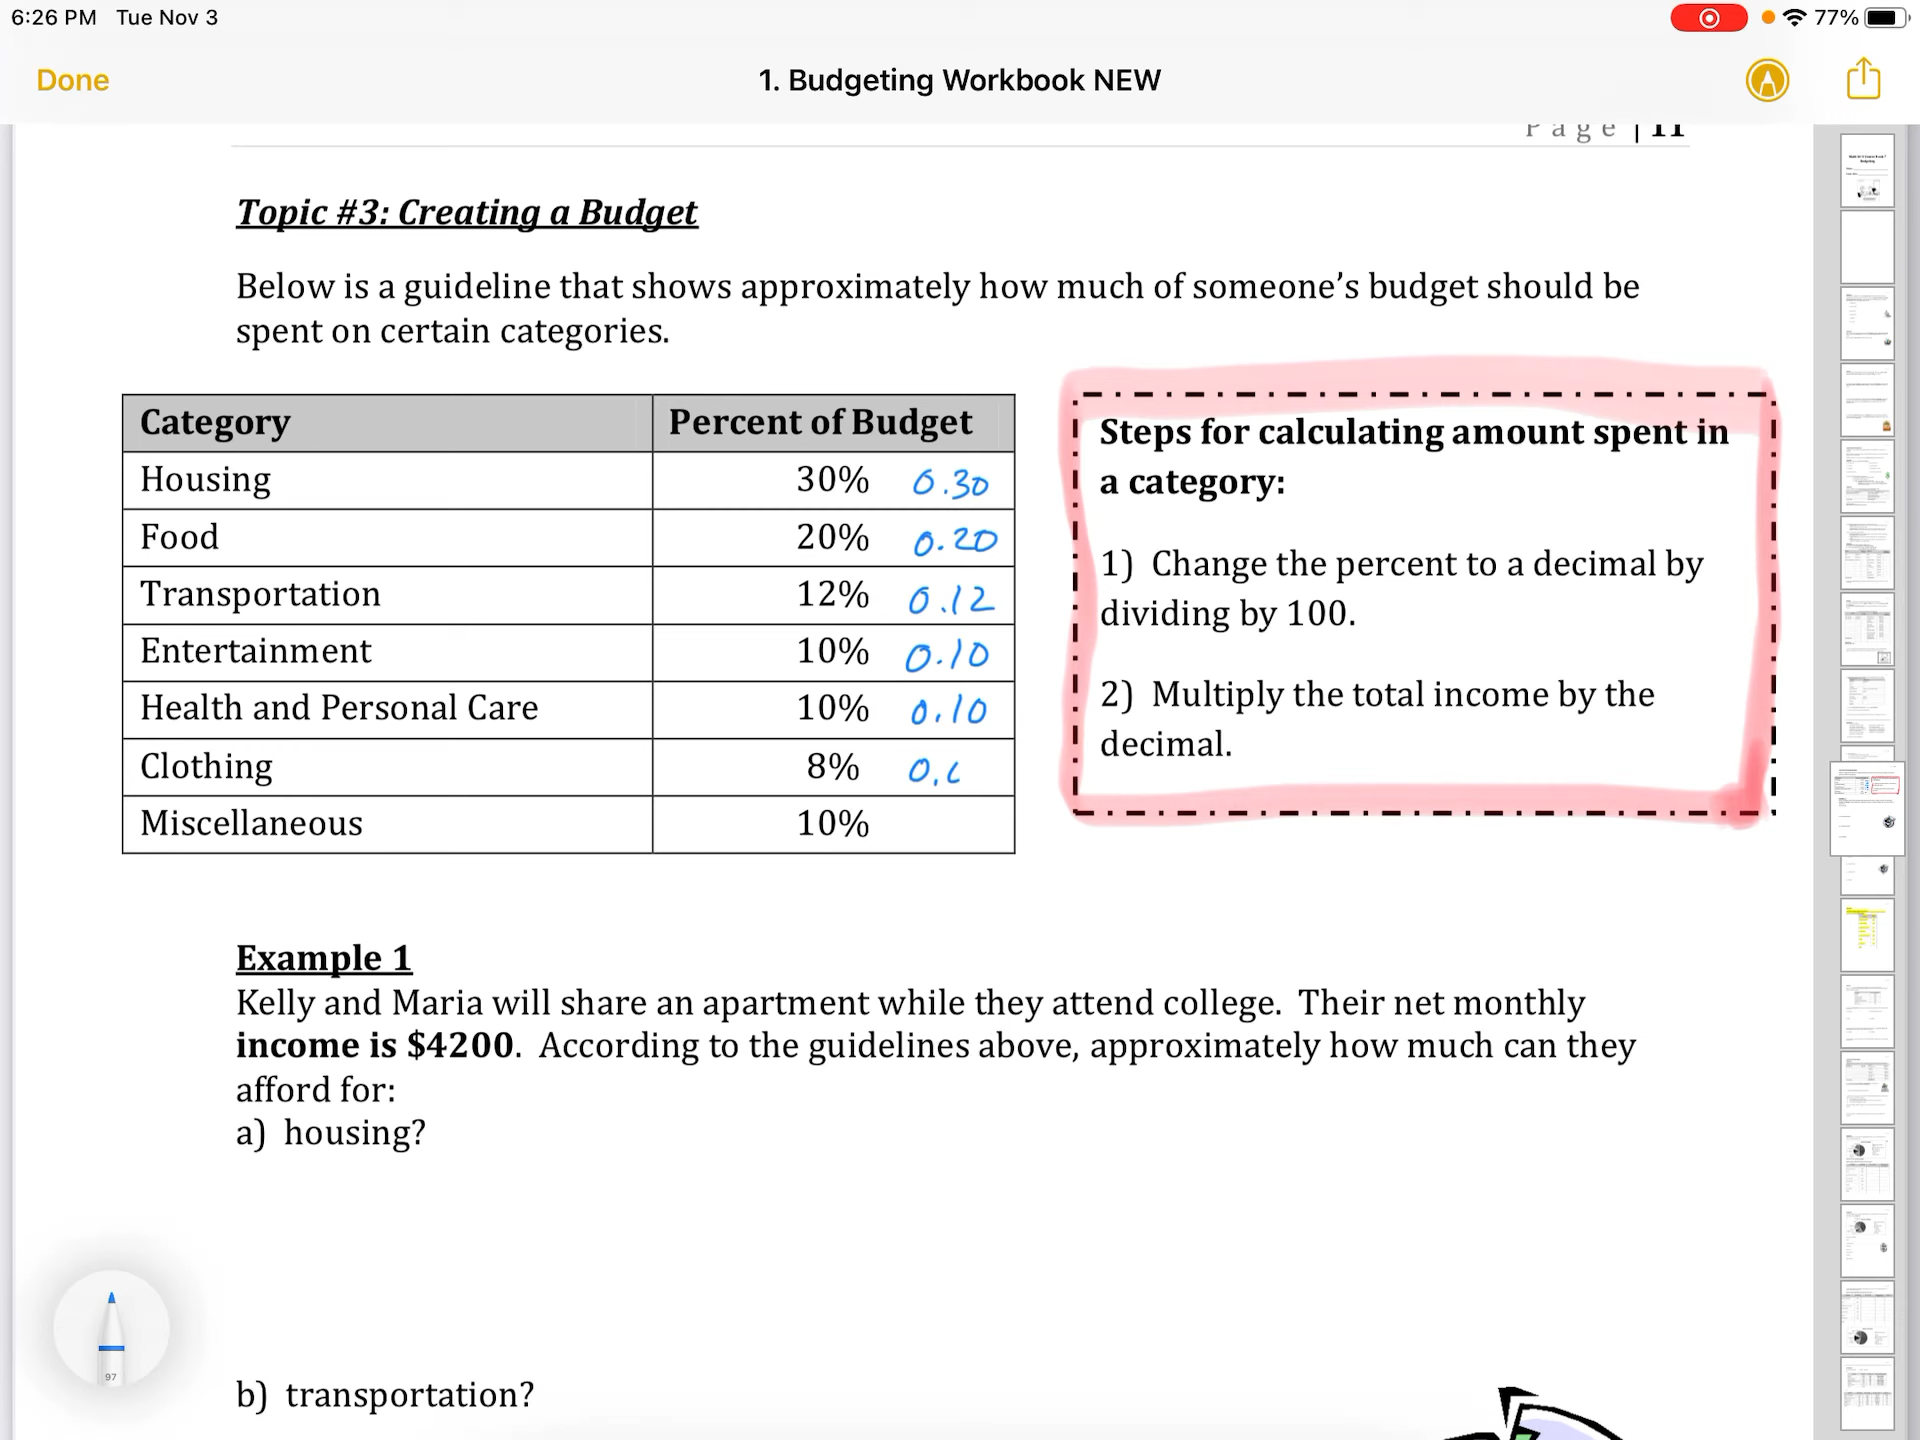 6:26 PM Tue Nov 3
77%
Done
1. Budgeting Workbook NEW
Page | 11
Topic #3: Creating a Budget
Below is a guideline that shows approximately how much of someone’s budget should be
spent on certain categories.
Category Percent of Budget
Housing 30% 0.30
Food 20% 0.20
Transportation 12% 0.12
Entertainment 10% 0.10
Health and Personal Care 10% 0.10
Clothing 8% 0.
Miscellaneous 10%
Steps for calculating amount spent in
a category:
1) Change the percent to a decimal by
dividing by 100.
2) Multiply the total income by the
decimal.
Example 1
Kelly and Maria will share an apartment while they attend college. Their net monthly
income is $4200. According to the guidelines above, approximately how much can they
afford for:
a) housing?
97
b) transportation?